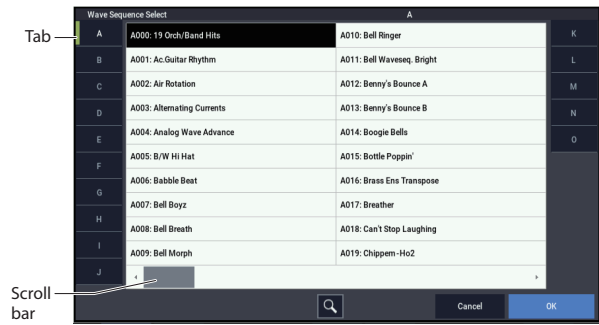 Wave Sequence Select A
Tab
A
B
C
D
E
F
G
H
I
J
A000: 19 Orch/Band Hits
A001: Ac.Guitar Rhythm
A002: Air Rotation
A003: Alternating Currents
A004: Analog Wave Advance
A005: B/W Hi Hat
A006: Babble Beat
A007: Bell Boyz
A008: Bell Breath
A009: Bell Morph
A010: Bell Ringer
A011: Bell Waveseq. Bright
A012: Benny's Bounce A
A013: Benny's Bounce B
A014: Boogie Bells
A015: Bottle Poppin'
A016: Brass Ens Transpose
A017: Breather
A018: Can't Stop Laughing
A019: Chippem-Ho2
K
L
M
N
O
Scroll
bar
Cancel
OK